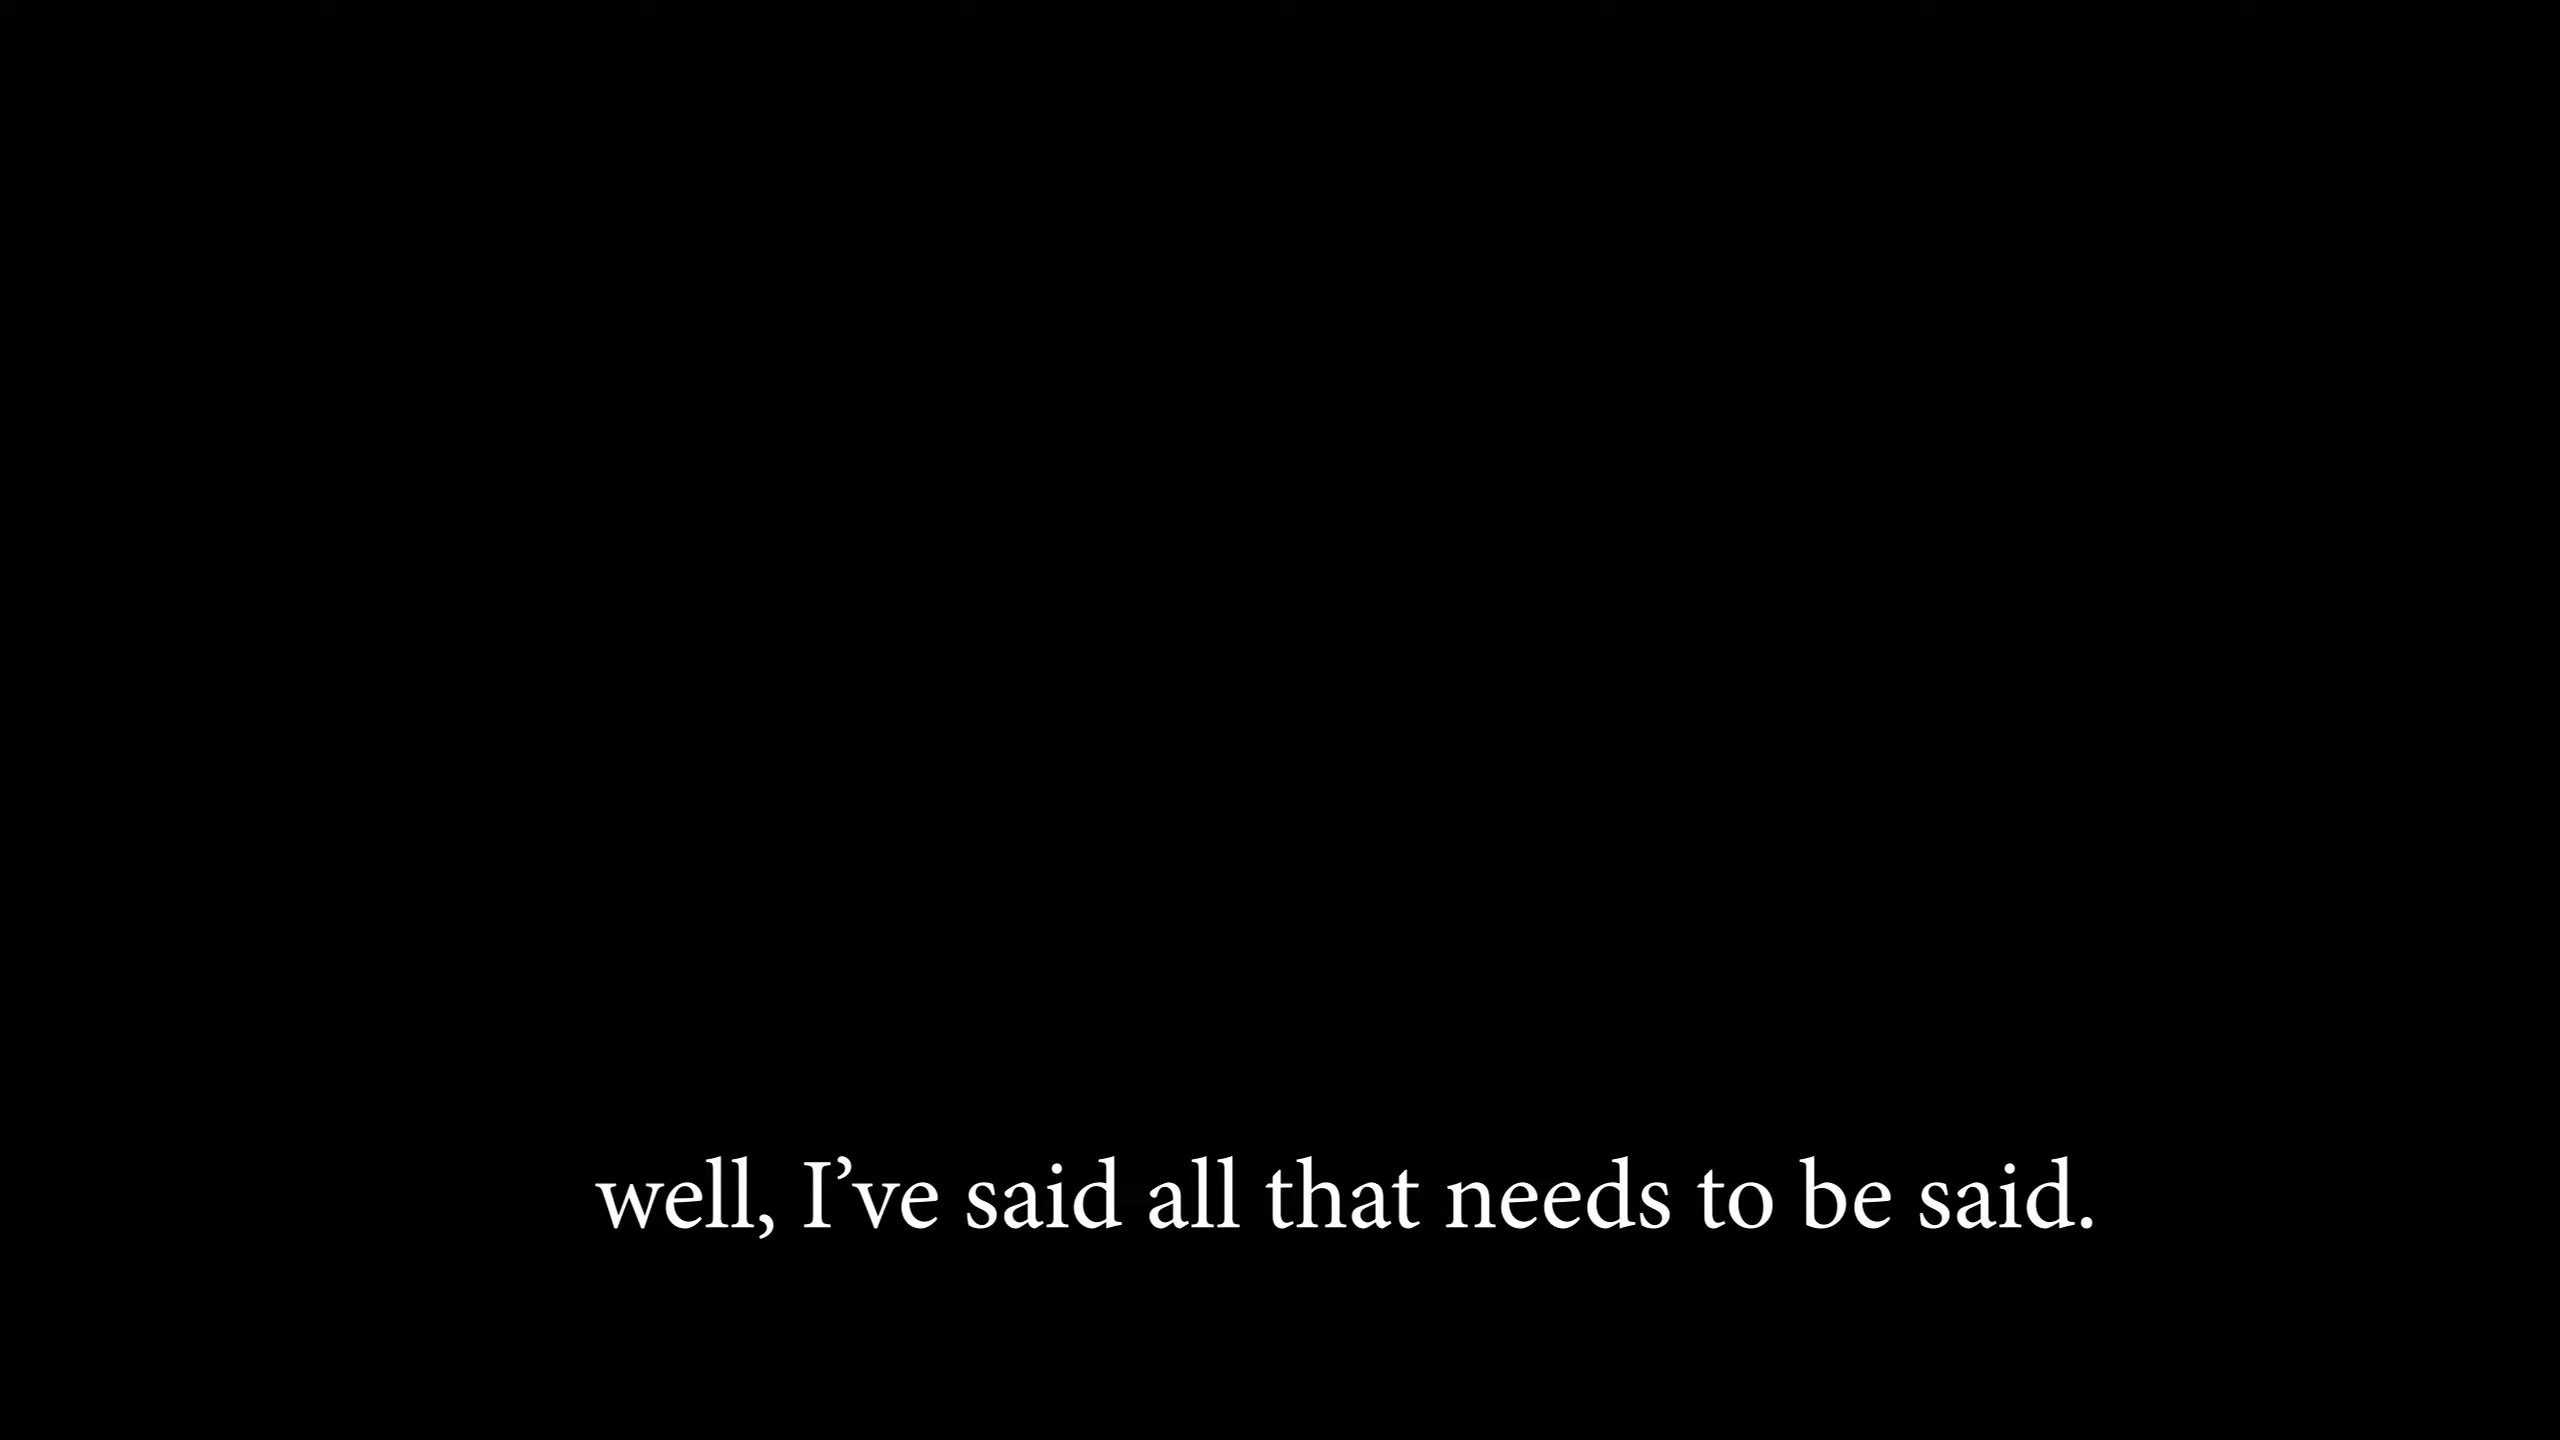 well, I’ve said all that needs to be said.